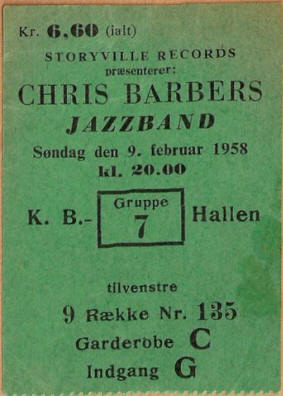 Kr. 6,60 (ialt)
STORYVILLE RECORDS
præsenterer:
CHRIS BARBERS
JAZZBAND
Søndag den 9. februar 1958
kl. 20.00
K. B.- Gruppe 7 Hallen
tilvenstre
9 Række Nr. 135
Garderobe C
Indgang G